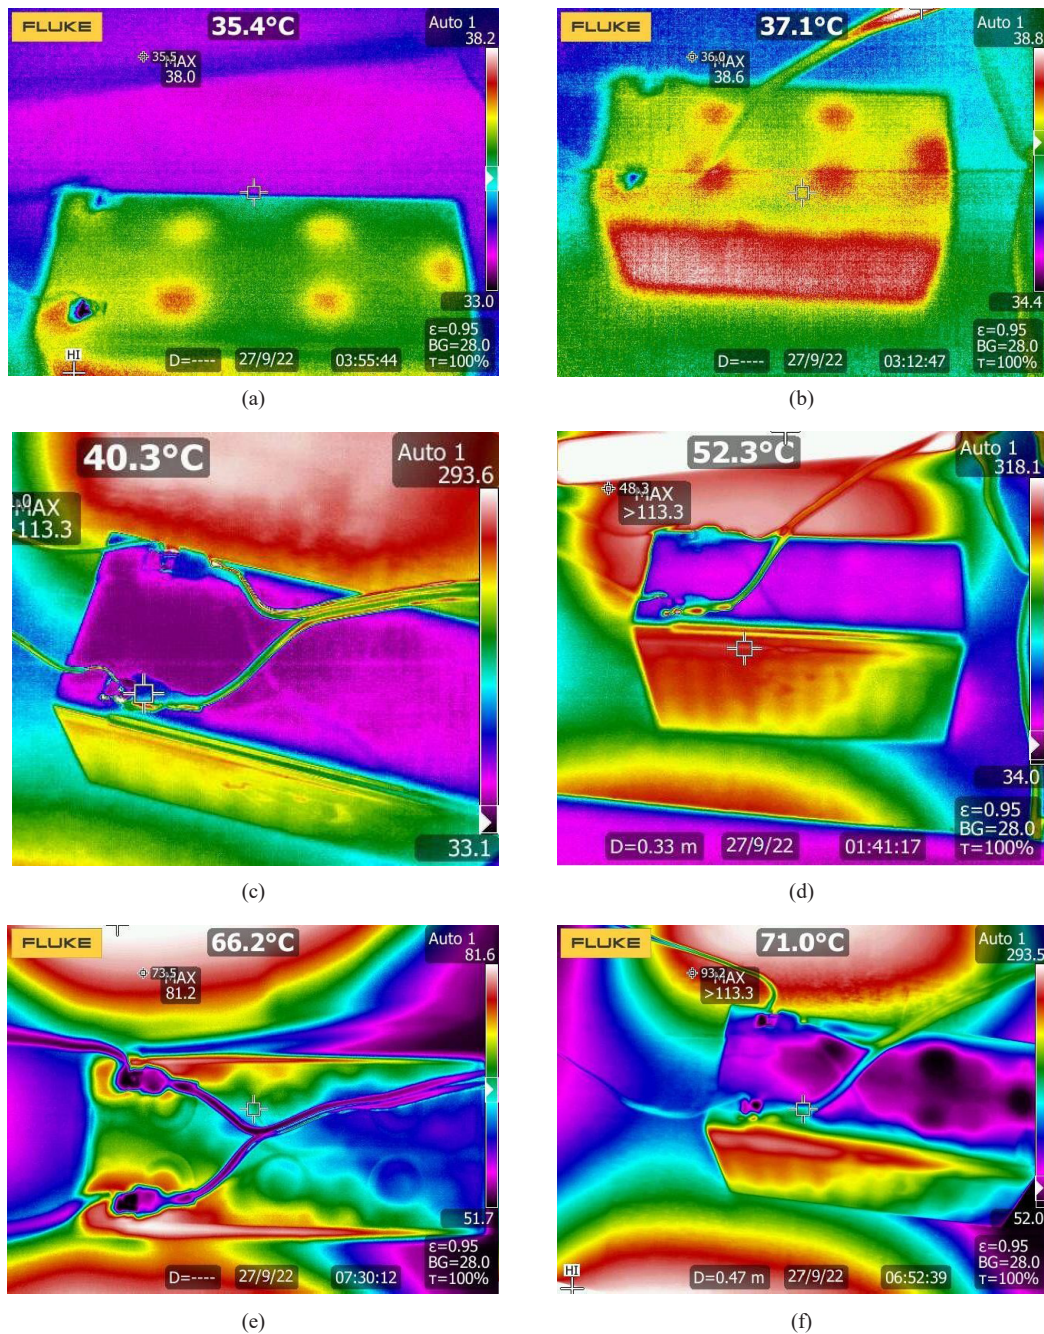 FLUKE 35.4°C Auto 1
38.2
35.5
MAX
38.0
33.0
ε=0.95
BG=28.0
τ=100%
HI
D=---- 27/9/22 03:55:44
(a)
FLUKE 37.1°C Auto 1
38.8
36.0
MAX
38.6
34.4
ε=0.95
BG=28.0
τ=100%
D=---- 27/9/22 03:12:47
(b)
40.3°C Auto 1
293.6
MAX
113.3
33.1
(c)
52.3°C Auto 1
318.1
48.3
MAX
>113.3
34.0
ε=0.95
BG=28.0
τ=100%
D=0.33 m 27/9/22 01:41:17
(d)
FLUKE 66.2°C Auto 1
81.6
73.5
MAX
81.2
51.7
ε=0.95
BG=28.0
τ=100%
D=---- 27/9/22 07:30:12
(e)
FLUKE 71.0°C Auto 1
293.5
93.2
MAX
>113.3
52.0
ε=0.95
BG=28.0
τ=100%
HI
D=0.47 m 27/9/22 06:52:39
(f)